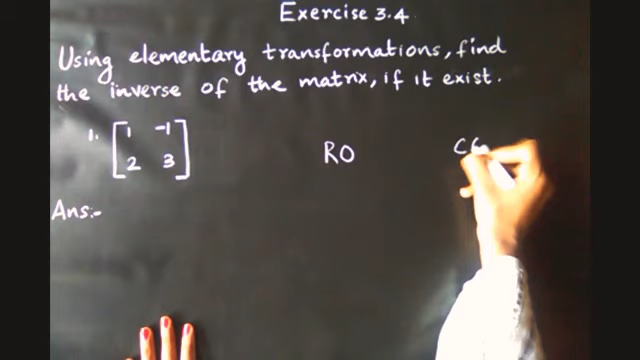 Exercise 3.4
Using elementary transformations, find
the inverse of the matrix, if it exist.
1. [1 -1
2 3]
RO
Ans:-